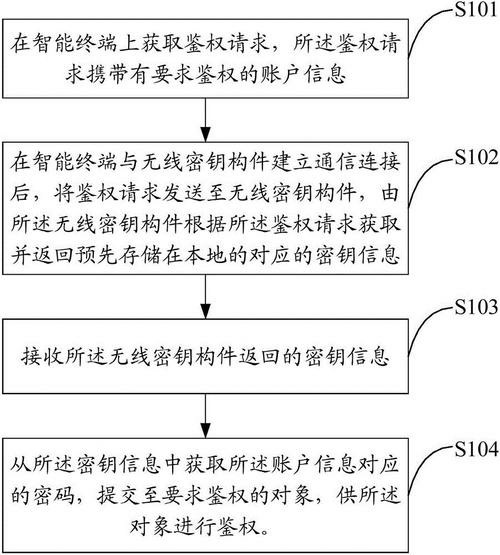 S101
在智能终端上获取鉴权请求，所述鉴权请
求携带有要求鉴权的账户信息
S102
在智能终端与无线密钥构件建立通信连接
后，将鉴权请求发送至无线密钥构件，由
所述无线密钥构件根据所述鉴权请求获取
并返回预先存储在本地的对应的密钥信息
S103
接收所述无线密钥构件返回的密钥信息
S104
从所述密钥信息中获取所述账户信息对应
的密码，提交至要求鉴权的对象，供所述
对象进行鉴权。